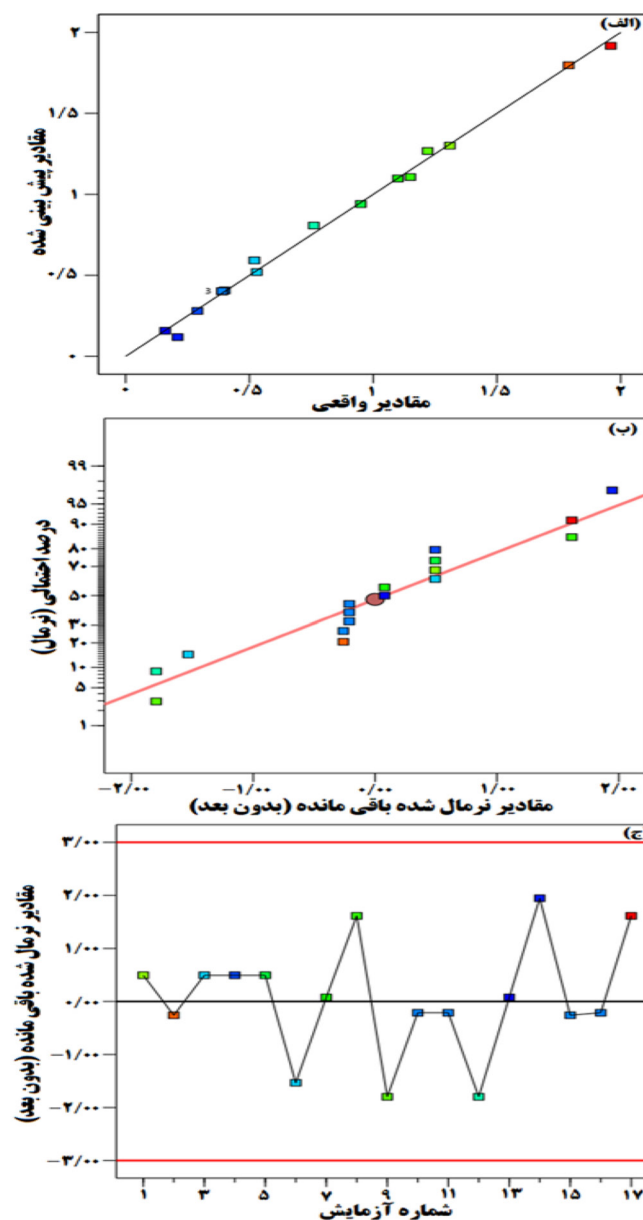 (الف)
مقادیر پیش بینی شده
۲
۱/۵
۱
۰/۵
۰
3
۰ ۰/۵ ۱ ۱/۵ ۲
مقادیر واقعی
(ب)
درصد احتمالی (نرمال)
۹۹
۹۵
۹۰
۸۰
۷۰
۵۰
۳۰
۲۰
۱۰
۵
۱
−۲/۰۰ −۱/۰۰ ۰/۰۰ ۱/۰۰ ۲/۰۰
مقادیر نرمال شده باقی مانده (بدون بعد)
(ج)
مقادیر نرمال شده باقی مانده (بدون بعد)
۳/۰۰
۲/۰۰
۱/۰۰
۰/۰۰
−۱/۰۰
−۲/۰۰
−۳/۰۰
۱ ۳ ۵ ۷ ۹ ۱۱ ۱۳ ۱۵ ۱۷
شماره آزمایش